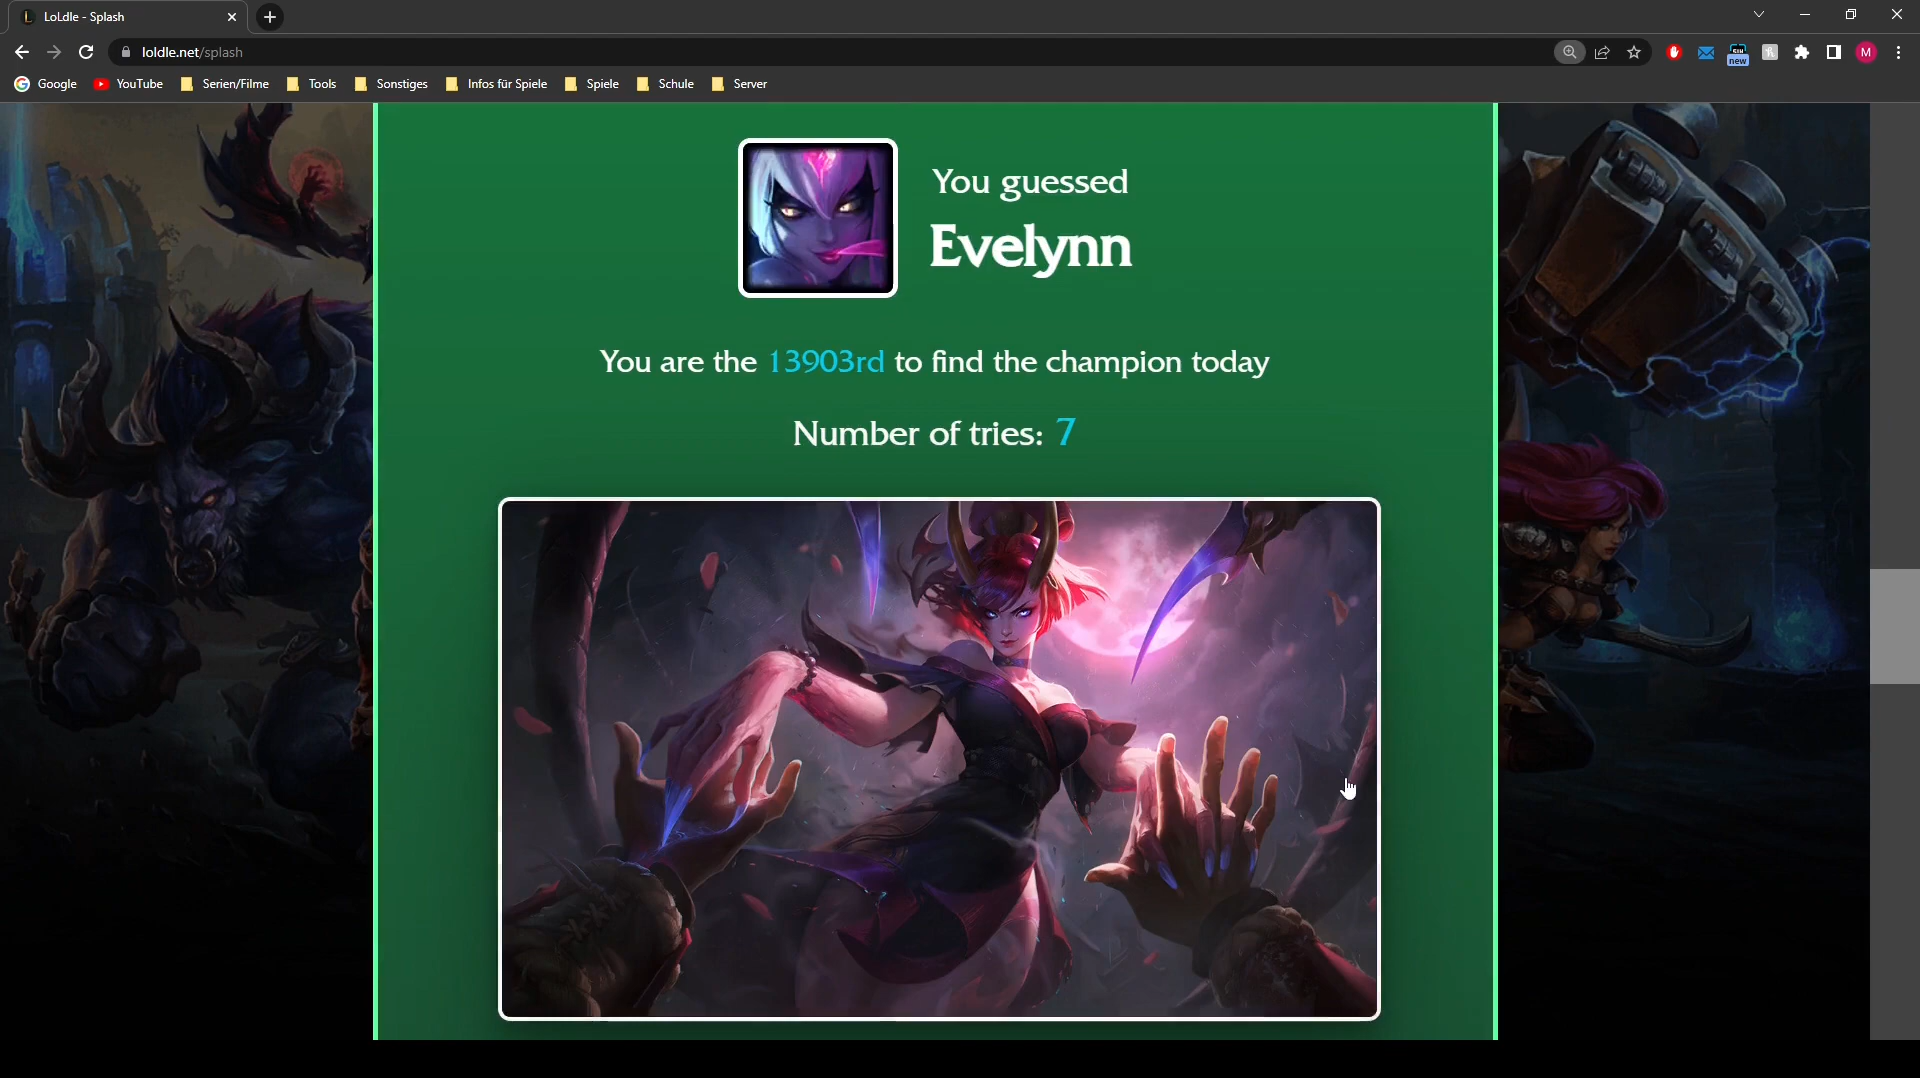 LoLdle - Splash
loldle.net/splash
new
M
Google
YouTube
Serien/Filme
Tools
Sonstiges
Infos für Spiele
Spiele
Schule
Server
You guessed
Evelynn
You are the 13903rd to find the champion today
Number of tries: 7